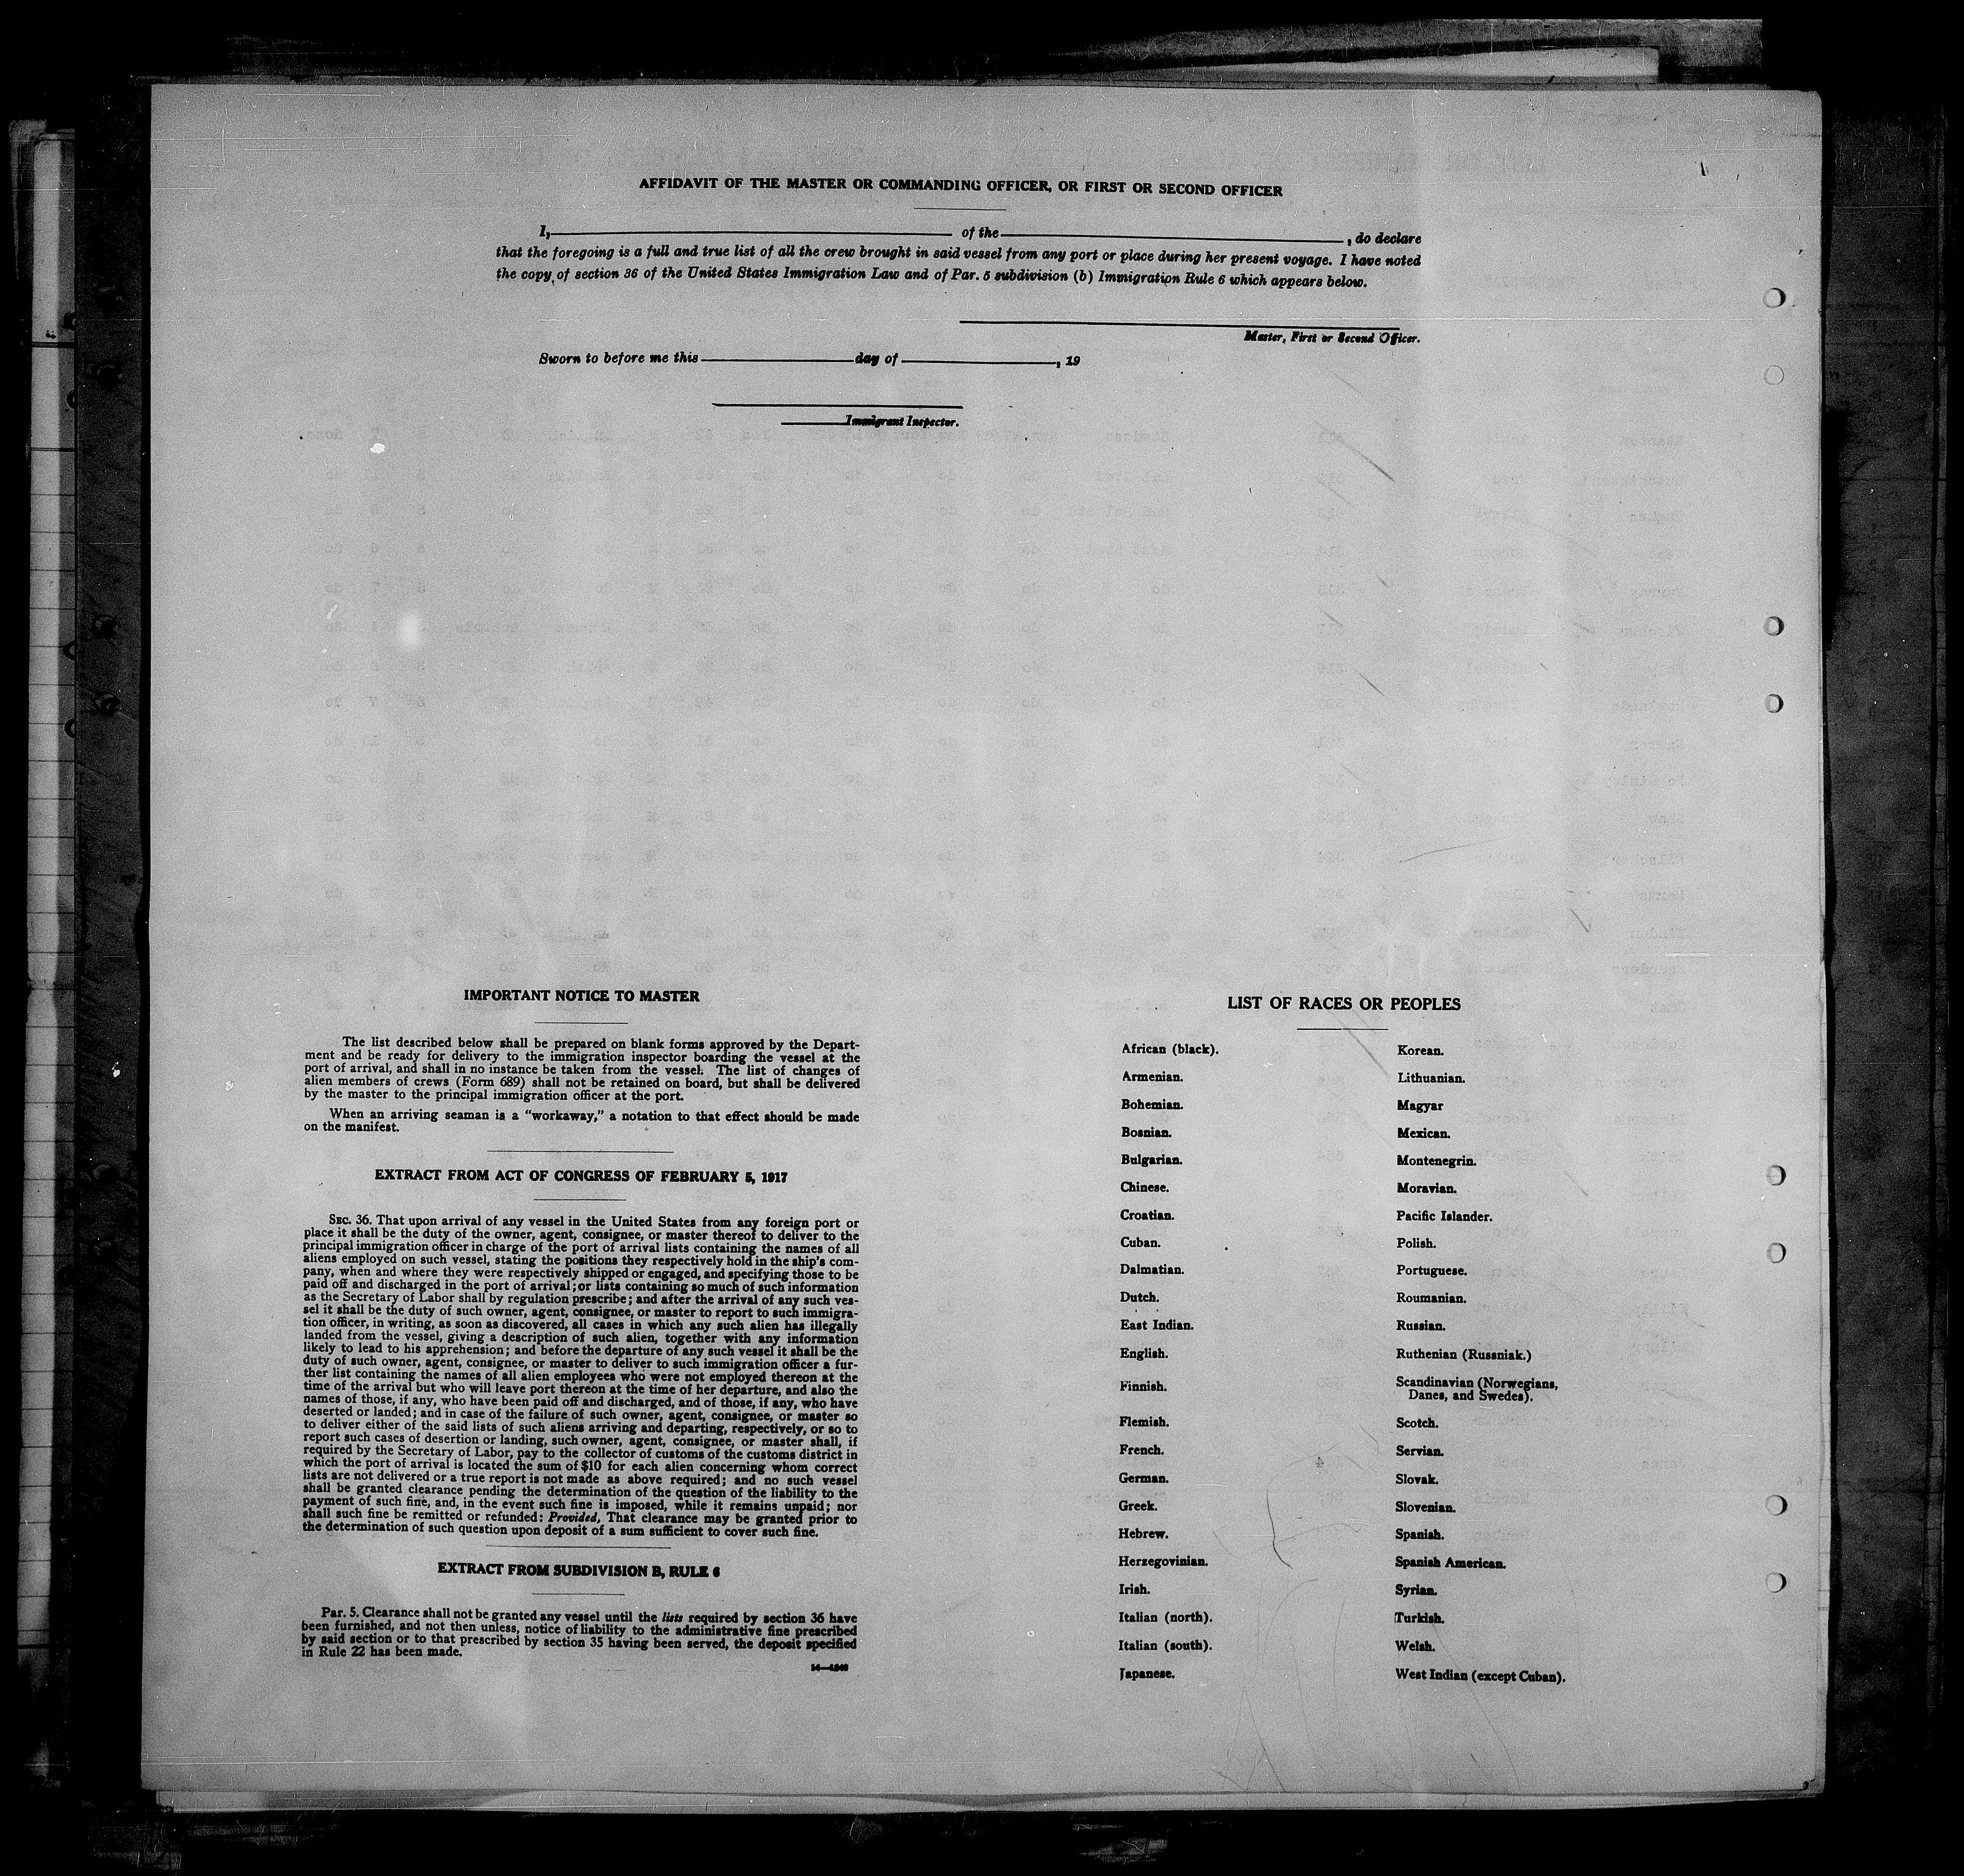 AFFIDAVIT OF THE MASTER OR COMMANDING OFFICER, OR FIRST OR SECOND OFFICER
I, of the , do declare
that the foregoing is a full and true list of all the crew brought in said vessel from any port or place during her present voyage. I have noted
the copy of section 36 of the United States Immigration Law and of Par. 5 subdivision (b) Immigration Rule 6 which appears below.
Master, First or Second Officer.
Sworn to before me this day of , 19
Immigrant Inspector.
IMPORTANT NOTICE TO MASTER
The list described below shall be prepared on blank forms approved by the Depart-
ment and be ready for delivery to the immigration inspector boarding the vessel at the
port of arrival, and shall in no instance be taken from the vessel. The list of changes of
alien members of crews (Form 689) shall not be retained on board, but shall be delivered
by the master to the principal immigration officer at the port.
When an arriving seaman is a "workaway," a notation to that effect should be made
on the manifest.
EXTRACT FROM ACT OF CONGRESS OF FEBRUARY 5, 1917
SEC. 36. That upon arrival of any vessel in the United States from any foreign port or
place it shall be the duty of the owner, agent, consignee, or master thereof to deliver to the
principal immigration officer in charge of the port of arrival lists containing the names of all
aliens employed on such vessel, stating the positions they respectively hold in the ship's com-
pany, when and where they were respectively shipped or engaged, and specifying those to be
paid off and discharged in the port of arrival; or lists containing so much of such information
as the Secretary of Labor shall by regulation prescribe; and after the arrival of any such ves-
sel it shall be the duty of such owner, agent, consignee, or master to report to such immigra-
tion officer, in writing, as soon as discovered, all cases in which any such alien has illegally
landed from the vessel, giving a description of such alien, together with any information
likely to lead to his apprehension; and before the departure of any such vessel it shall be the
duty of such owner, agent, consignee, or master to deliver to such immigration officer a fur-
ther list containing the names of all alien employees who were not employed thereon at the
time of the arrival but who will leave port thereon at the time of her departure, and also the
names of those, if any, who have been paid off and discharged, and of those, if any, who have
deserted or landed; and in case of the failure of such owner, agent, consignee, or master so
to deliver either of the said lists of such aliens arriving and departing, respectively, or so to
report such cases of desertion or landing, such owner, agent, consignee, or master shall, if
required by the Secretary of Labor, pay to the collector of customs of the customs district in
which the port of arrival is located the sum of $10 for each alien concerning whom correct
lists are not delivered or a true report is not made as above required; and no such vessel
shall be granted clearance pending the determination of the question of the liability to the
payment of such fine, and, in the event such fine is imposed, while it remains unpaid; nor
shall such fine be remitted or refunded: Provided, That clearance may be granted prior to
the determination of such question upon deposit of a sum sufficient to cover such fine.
EXTRACT FROM SUBDIVISION B, RULE 6
Par. 5. Clearance shall not be granted any vessel until the lists required by section 36 have
been furnished, and not then unless, notice of liability to the administrative fine prescribed
by said section or to that prescribed by section 35 having been served, the deposit specified
in Rule 22 has been made.
LIST OF RACES OR PEOPLES
African (black).
Armenian.
Bohemian.
Bosnian.
Bulgarian.
Chinese.
Croatian.
Cuban.
Dalmatian.
Dutch.
East Indian.
English.
Finnish.
Flemish.
French.
German.
Greek.
Hebrew.
Herzegovinian.
Irish.
Italian (north).
Italian (south).
Japanese.
Korean.
Lithuanian.
Magyar
Mexican.
Montenegrin.
Moravian.
Pacific Islander.
Polish.
Portuguese.
Roumanian.
Russian.
Ruthenian (Russniak.)
Scandinavian (Norwegians,
Danes, and Swedes).
Scotch.
Servian.
Slovak.
Slovenian.
Spanish.
Spanish American.
Syrian.
Turkish.
Welsh.
West Indian (except Cuban).